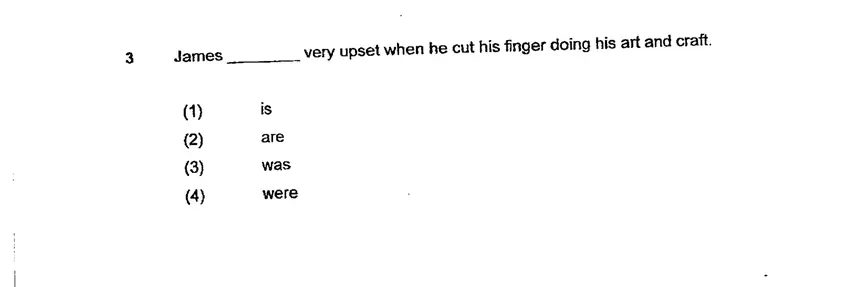 3 James ________ very upset when he cut his finger doing his art and craft.
(1) is
(2) are
(3) was
(4) were